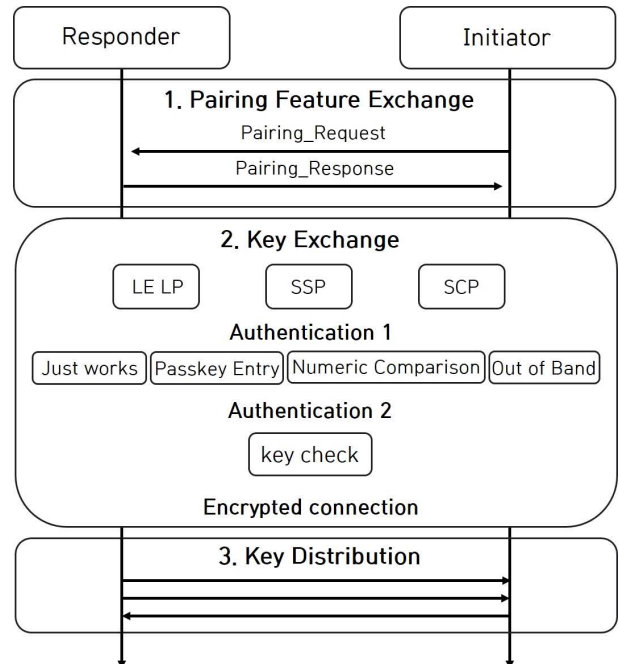 Responder Initiator
1. Pairing Feature Exchange
Pairing_Request
Pairing_Response
2. Key Exchange
LE LP SSP SCP
Authentication 1
Just works Passkey Entry Numeric Comparison Out of Band
Authentication 2
key check
Encrypted connection
3. Key Distribution